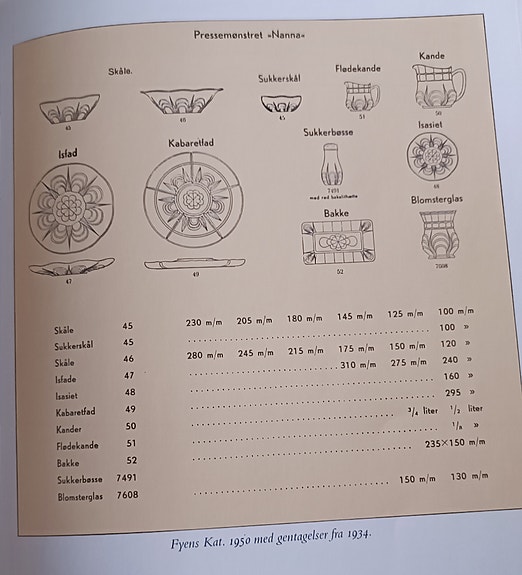 Pressemønstret »Nanna«
Skåle.
Sukkerskål
Flødekande
Kande
45
46
45
51
50
Isfad
Kabaretfad
Sukkerbøsse
Isasiet
7491
med rød bakelithætte
48
Bakke
Blomsterglas
47
49
52
7608
Skåle 45 230 m/m 205 m/m 180 m/m 145 m/m 125 m/m 100 m/m
Sukkerskål 45 100 »
Skåle 46 280 m/m 245 m/m 215 m/m 175 m/m 150 m/m 120 »
Isfade 47 310 m/m 275 m/m 240 »
Isasiet 48 160 »
Kabaretfad 49 295 »
Kander 50 ³/₄ liter ¹/₂ liter
Flødekande 51 ¹/₈ »
Bakke 52 235×150 m/m
Sukkerbøsse 7491
Blomsterglas 7608 150 m/m 130 m/m
Fyens Kat. 1950 med gentagelser fra 1934.